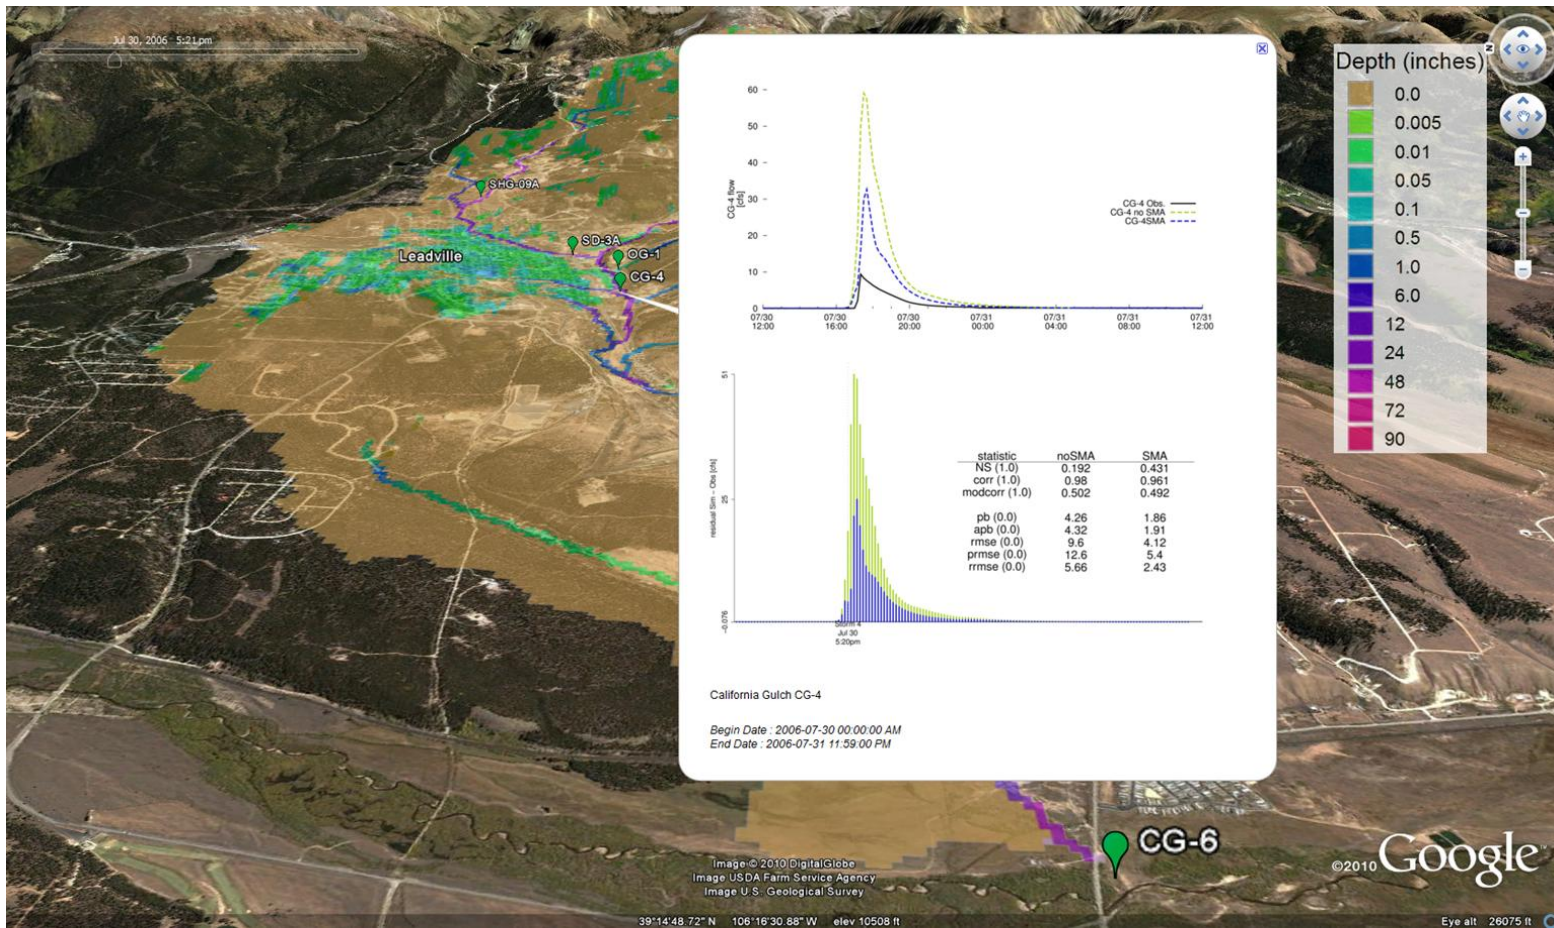 Jul 30, 2006 5:21 pm
SHG-09A
SD-3A
OG-1
Leadville
CG-4
60
50
40
30
20
10
0
CG-4 flow
[cfs]
CG-4 Obs.
CG-4 no SMA
CG-4SMA
07/30 07/30 07/30 07/31 07/31 07/31 07/31
12:00 16:00 20:00 00:00 04:00 08:00 12:00
51
25
-0.076
residual Sim - Obs [cfs]
Storm 4
Jul 30
5:20pm
statistic noSMA SMA
NS (1.0) 0.192 0.431
corr (1.0) 0.98 0.961
modcorr (1.0) 0.502 0.492
pb (0.0) 4.26 1.86
apb (0.0) 4.32 1.91
rmse (0.0) 9.6 4.12
prmse (0.0) 12.6 5.4
rrmse (0.0) 5.66 2.43
California Gulch CG-4
Begin Date : 2006-07-30 00:00:00 AM
End Date : 2006-07-31 11:59:00 PM
N
Depth (inches)
0.0
0.005
0.01
0.05
0.1
0.5
1.0
6.0
12
24
48
72
90
CG-6
Image © 2010 DigitalGlobe
Image USDA Farm Service Agency
Image U.S. Geological Survey
©2010 Google
39°14'48.72" N 106°16'30.88" W elev 10508 ft
Eye alt 26075 ft